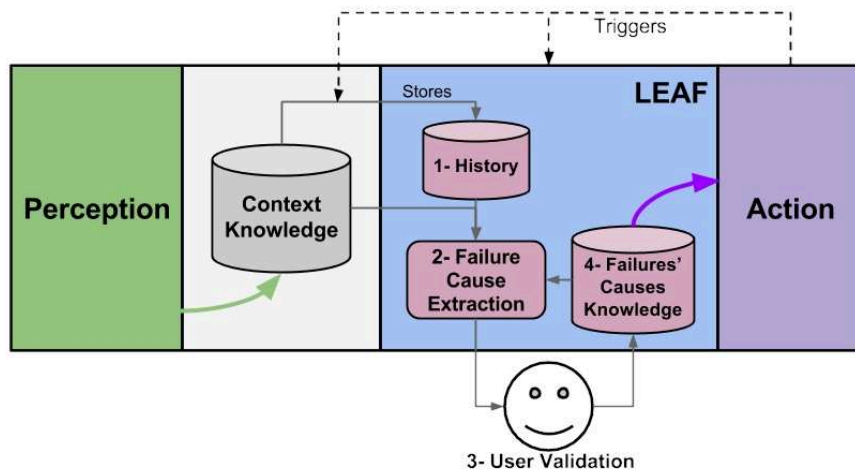 Triggers
Stores
LEAF
1- History
Perception
Context
Knowledge
Action
2- Failure
Cause
Extraction
4- Failures’
Causes
Knowledge
3- User Validation